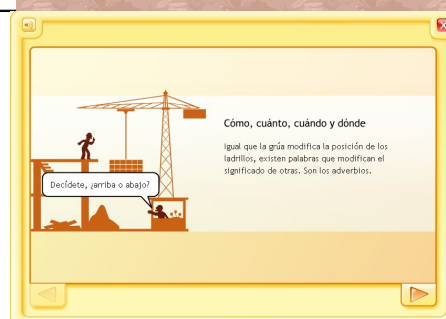 Cómo, cuánto, cuándo y dónde
Igual que la grúa modifica la posición de los
ladrillos, existen palabras que modifican el
significado de otras. Son los adverbios.
Decídete, ¿arriba o abajo?